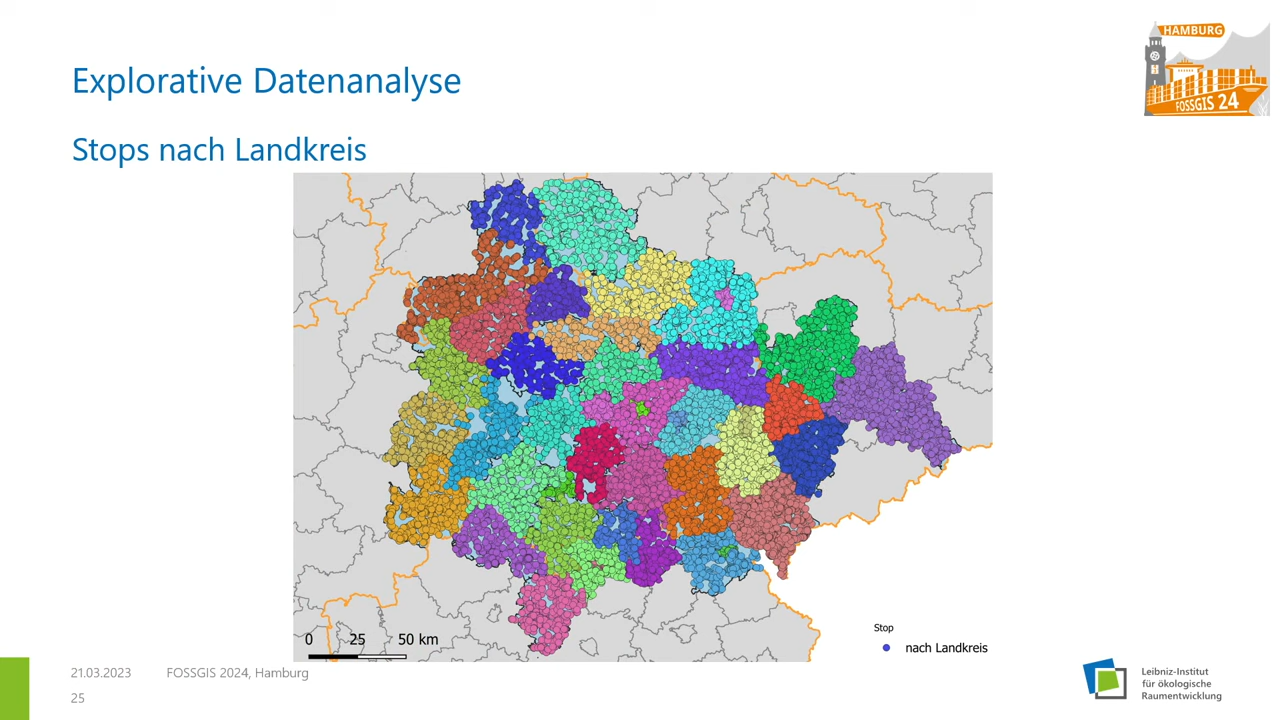 HAMBURG
FOSSGIS 24
Explorative Datenanalyse
Stops nach Landkreis
0 25 50 km
Stop
nach Landkreis
21.03.2023 FOSSGIS 2024, Hamburg
25
Leibniz-Institut
für ökologische
Raumentwicklung